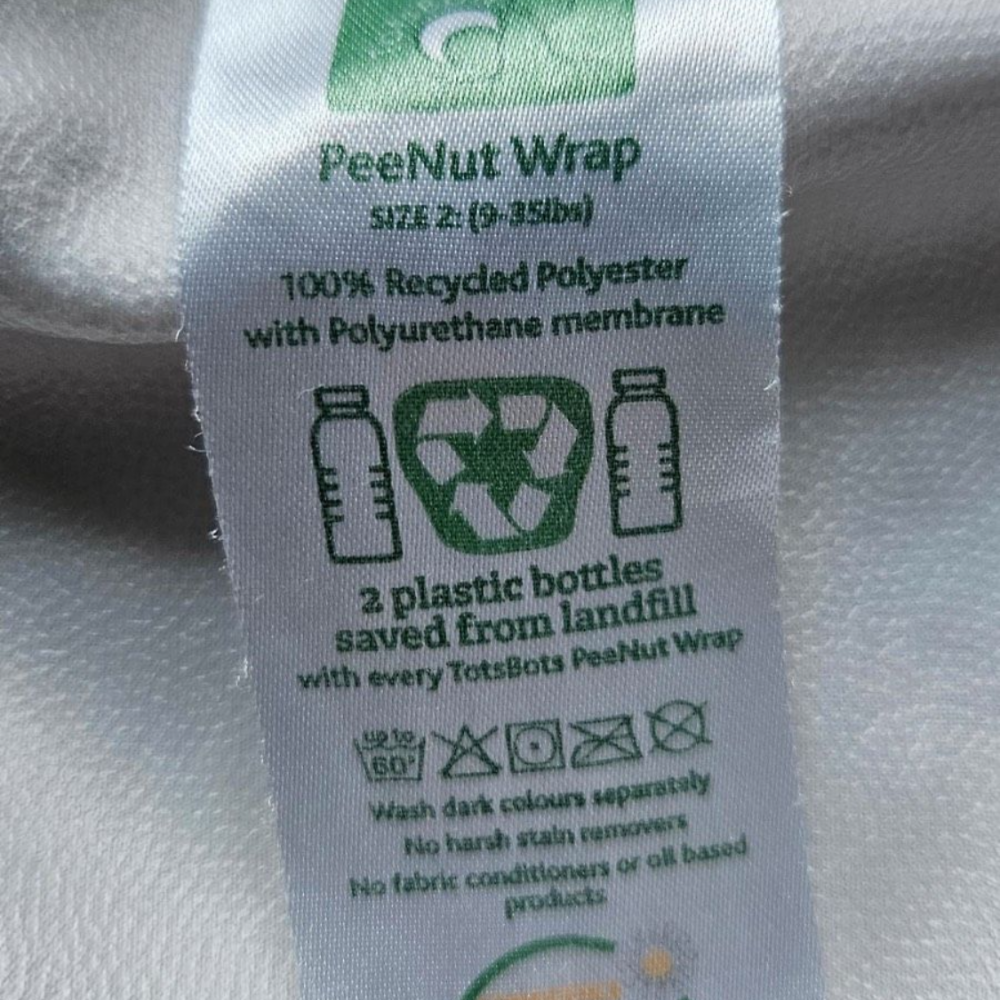 PeeNut Wrap
SIZE 2: (9-35lbs)
100% Recycled Polyester
with Polyurethane membrane
2 plastic bottles
saved from landfill
with every TotsBots PeeNut Wrap
up to
60°
Wash dark colours separately
No harsh stain removers
No fabric conditioners or oil based
products